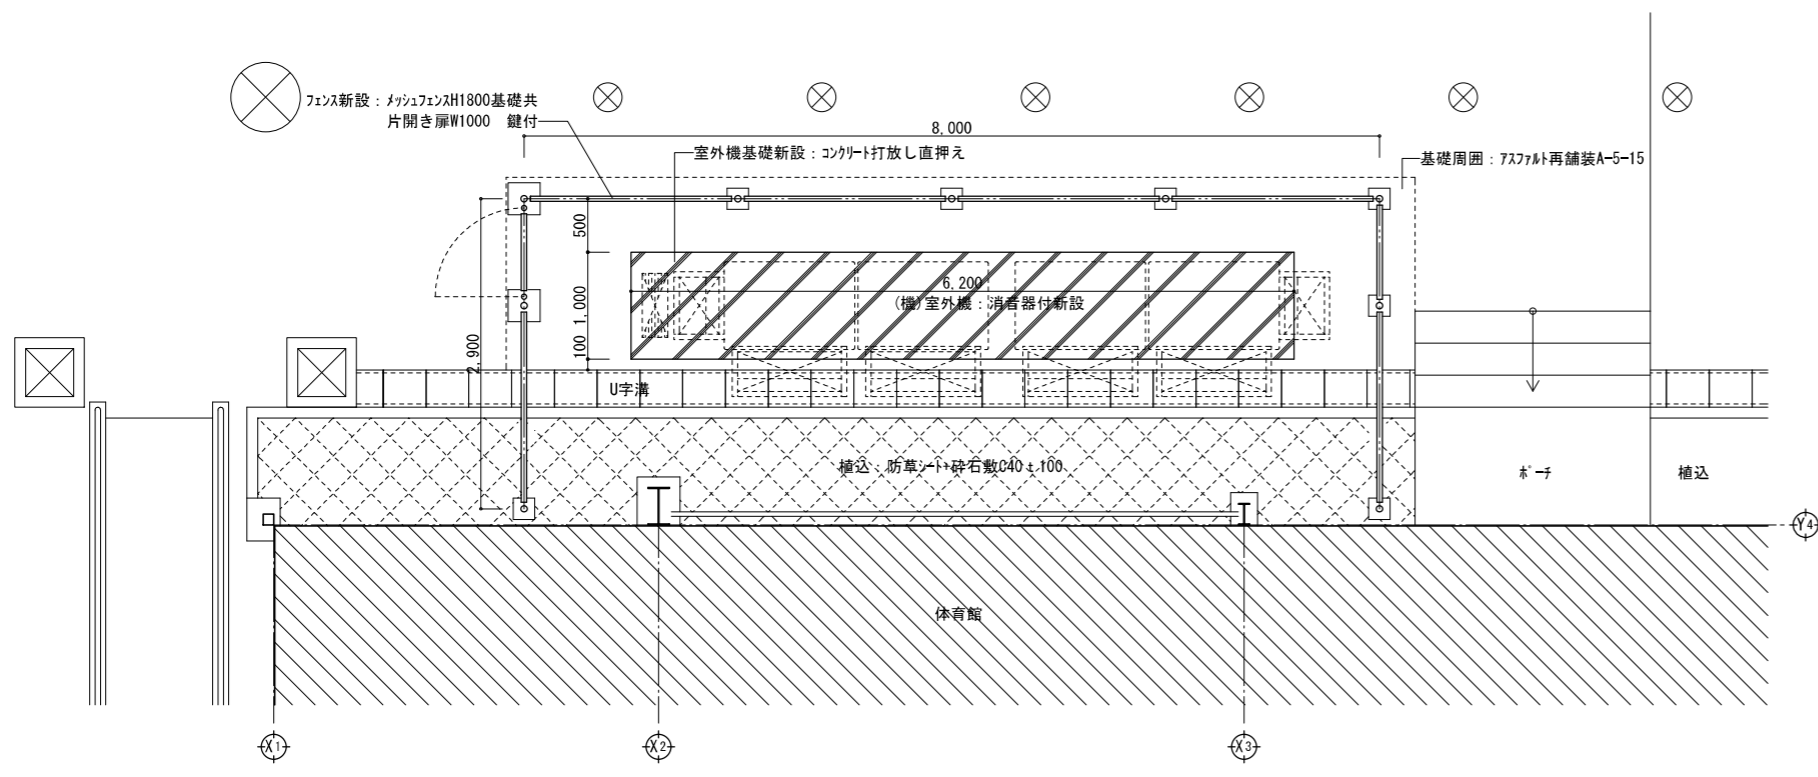 フェンス新設：メッシュフェンスH1800基礎共
片開き扉W1000　鍵付
8,000
室外機基礎新設：コンクリート打放し直押え
基礎周囲：アスファルト再舗装A-5-15
500
1,000
100
2,900
6,200
(機)室外機：消音器付新設
U字溝
植込：防草シート+砕石敷C40 t 100
ポーチ
植込
Y4
体育館
X1
X2
X3